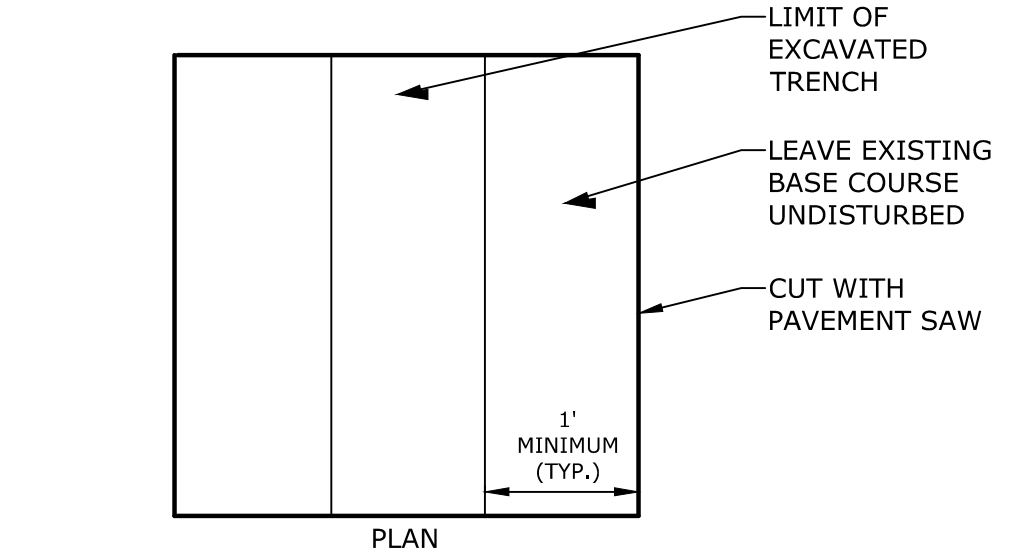 LIMIT OF
EXCAVATED
TRENCH
LEAVE EXISTING
BASE COURSE
UNDISTURBED
CUT WITH
PAVEMENT SAW
1'
MINIMUM
(TYP.)
PLAN